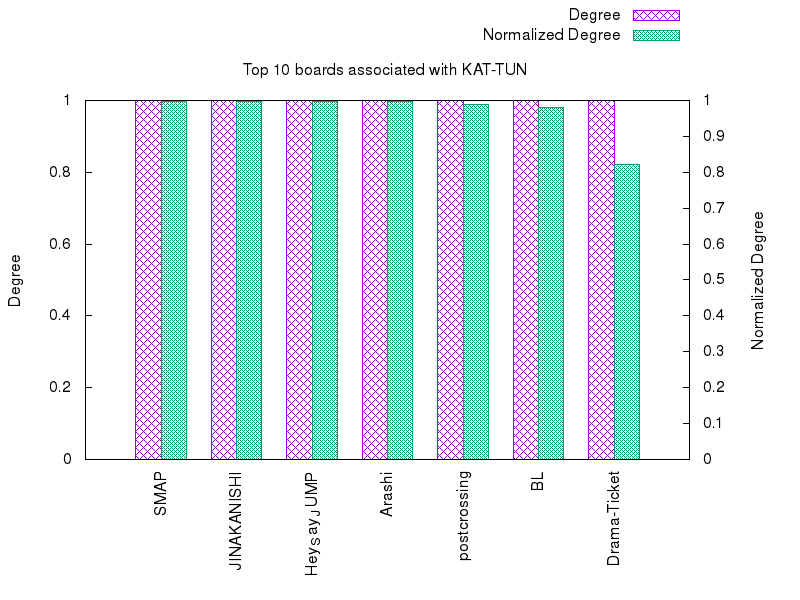 Degree
Normalized Degree
Top 10 boards associated with KAT-TUN
1
0.8
0.6
0.4
0.2
0
1
0.9
0.8
0.7
0.6
0.5
0.4
0.3
0.2
0.1
0
Degree
Normalized Degree
SMAP
JINAKANISHI
HeySayJUMP
Arashi
postcrossing
BL
Drama-Ticket